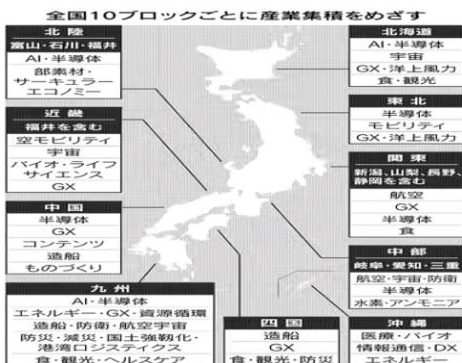 全国10ブロックごとに産業集積をめざす
北陸
富山・石川・福井
AI・半導体
部素材・
サーキュラー
エコノミー
近畿
福井を含む
空モビリティ
宇宙
バイオ・ライフ
サイエンス
GX
中国
半導体
GX
コンテンツ
造船
ものづくり
九州
AI・半導体
エネルギー・GX・資源循環
造船・防衛・航空宇宙
防災・減災・国土強靱化・
港湾ロジスティクス
食・観光・ヘルスケア
四国
造船
GX
食・観光・防災
北海道
AI・半導体
宇宙
GX・洋上風力
食・観光
東北
半導体
モビリティ
GX・洋上風力
関東
新潟、山梨、長野、
静岡を含む
航空
GX
半導体
食
中部
岐阜・愛知・三重
航空・宇宙・防衛
半導体
水素・アンモニア
沖縄
医療・バイオ
情報通信・DX
エネルギー